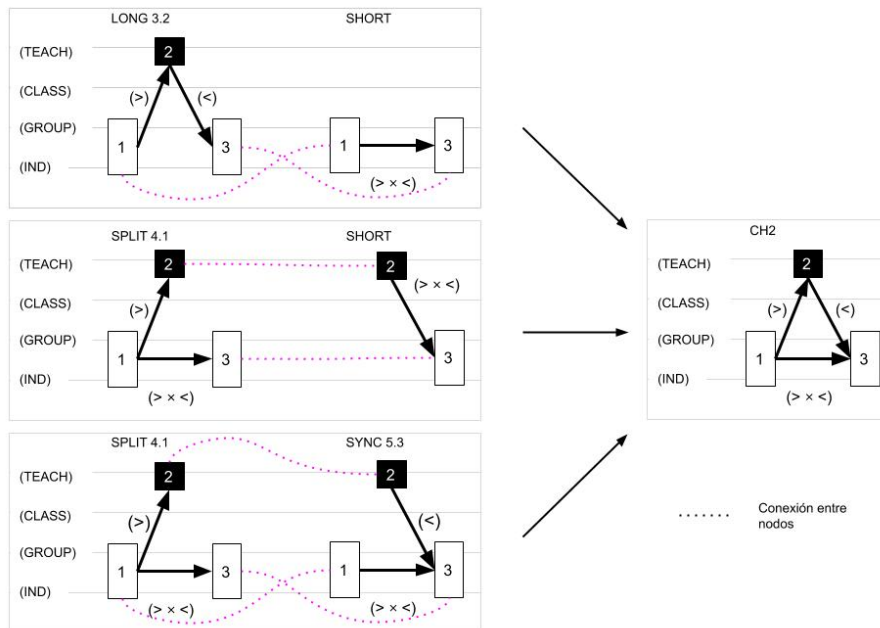 LONG 3.2 SHORT
(TEACH) 2
(CLASS)
(>) (<)
(GROUP)
1 3 1 3
(IND)
(> × <)
SPLIT 4.1 SHORT
(TEACH) 2 2
(> × <)
(CLASS)
(>)
(GROUP)
1 3 3
(IND)
(> × <)
SPLIT 4.1 SYNC 5.3
(TEACH) 2 2
(CLASS)
(>) (<)
(GROUP)
1 3 1 3
(IND)
(> × <) (> × <)
CH2
(TEACH) 2
(CLASS)
(>) (<)
(GROUP)
1 3
(IND)
(> × <)
Conexión entre
nodos